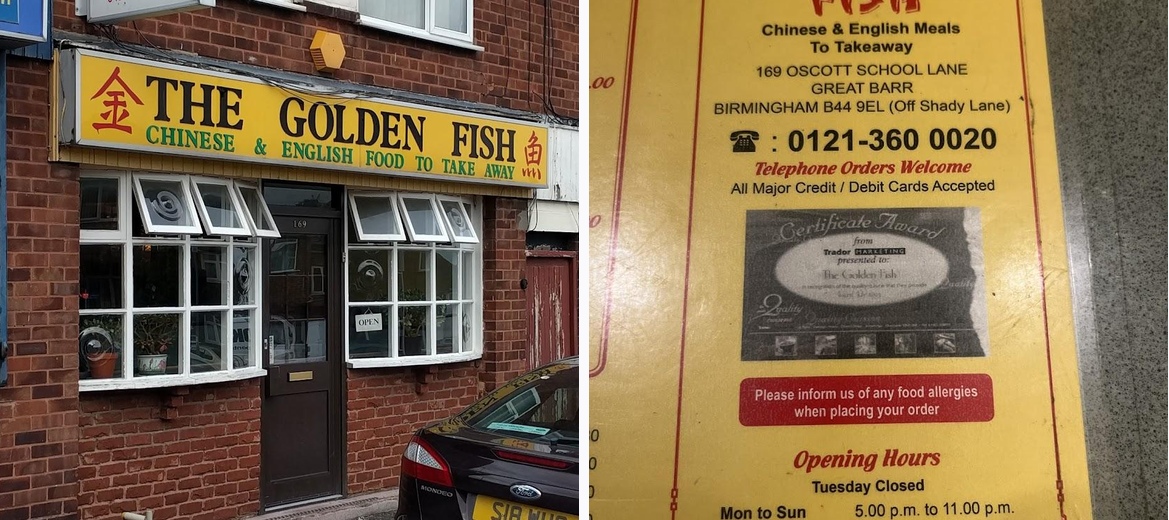 金 THE GOLDEN FISH 魚
CHINESE & ENGLISH FOOD TO TAKE AWAY
169
OPEN
MONDEO
Ford
FISH
Chinese & English Meals
To Takeaway
169 OSCOTT SCHOOL LANE
GREAT BARR
BIRMINGHAM B44 9EL (Off Shady Lane)
☎ : 0121-360 0020
Telephone Orders Welcome
All Major Credit / Debit Cards Accepted
Certificate Award
from
Trador MARKETING
presented to:
The Golden Fish
Quality
Please inform us of any food allergies
when placing your order
Opening Hours
Tuesday Closed
Mon to Sun 5.00 p.m. to 11.00 p.m.